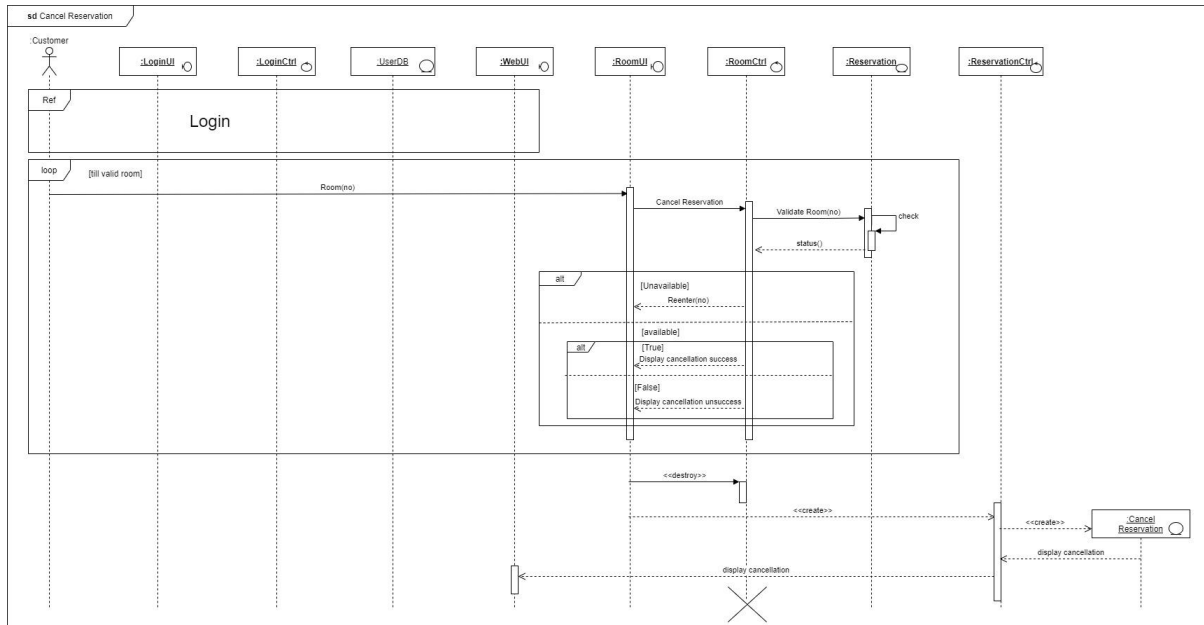 sd Cancel Reservation
:Customer
:LoginUI
:LoginCtrl
:UserDB
:WebUI
:RoomUI
:RoomCtrl
:Reservation
:ReservationCtrl
Ref
Login
loop
[till valid room]
Room(no)
Cancel Reservation
Validate Room(no)
check
status()
alt
[Unavailable]
Reenter(no)
[available]
alt
[True]
Display cancellation success
[False]
Display cancellation unsuccess
<<destroy>>
<<create>>
<<create>>
:Cancel
Reservation
display cancellation
display cancellation